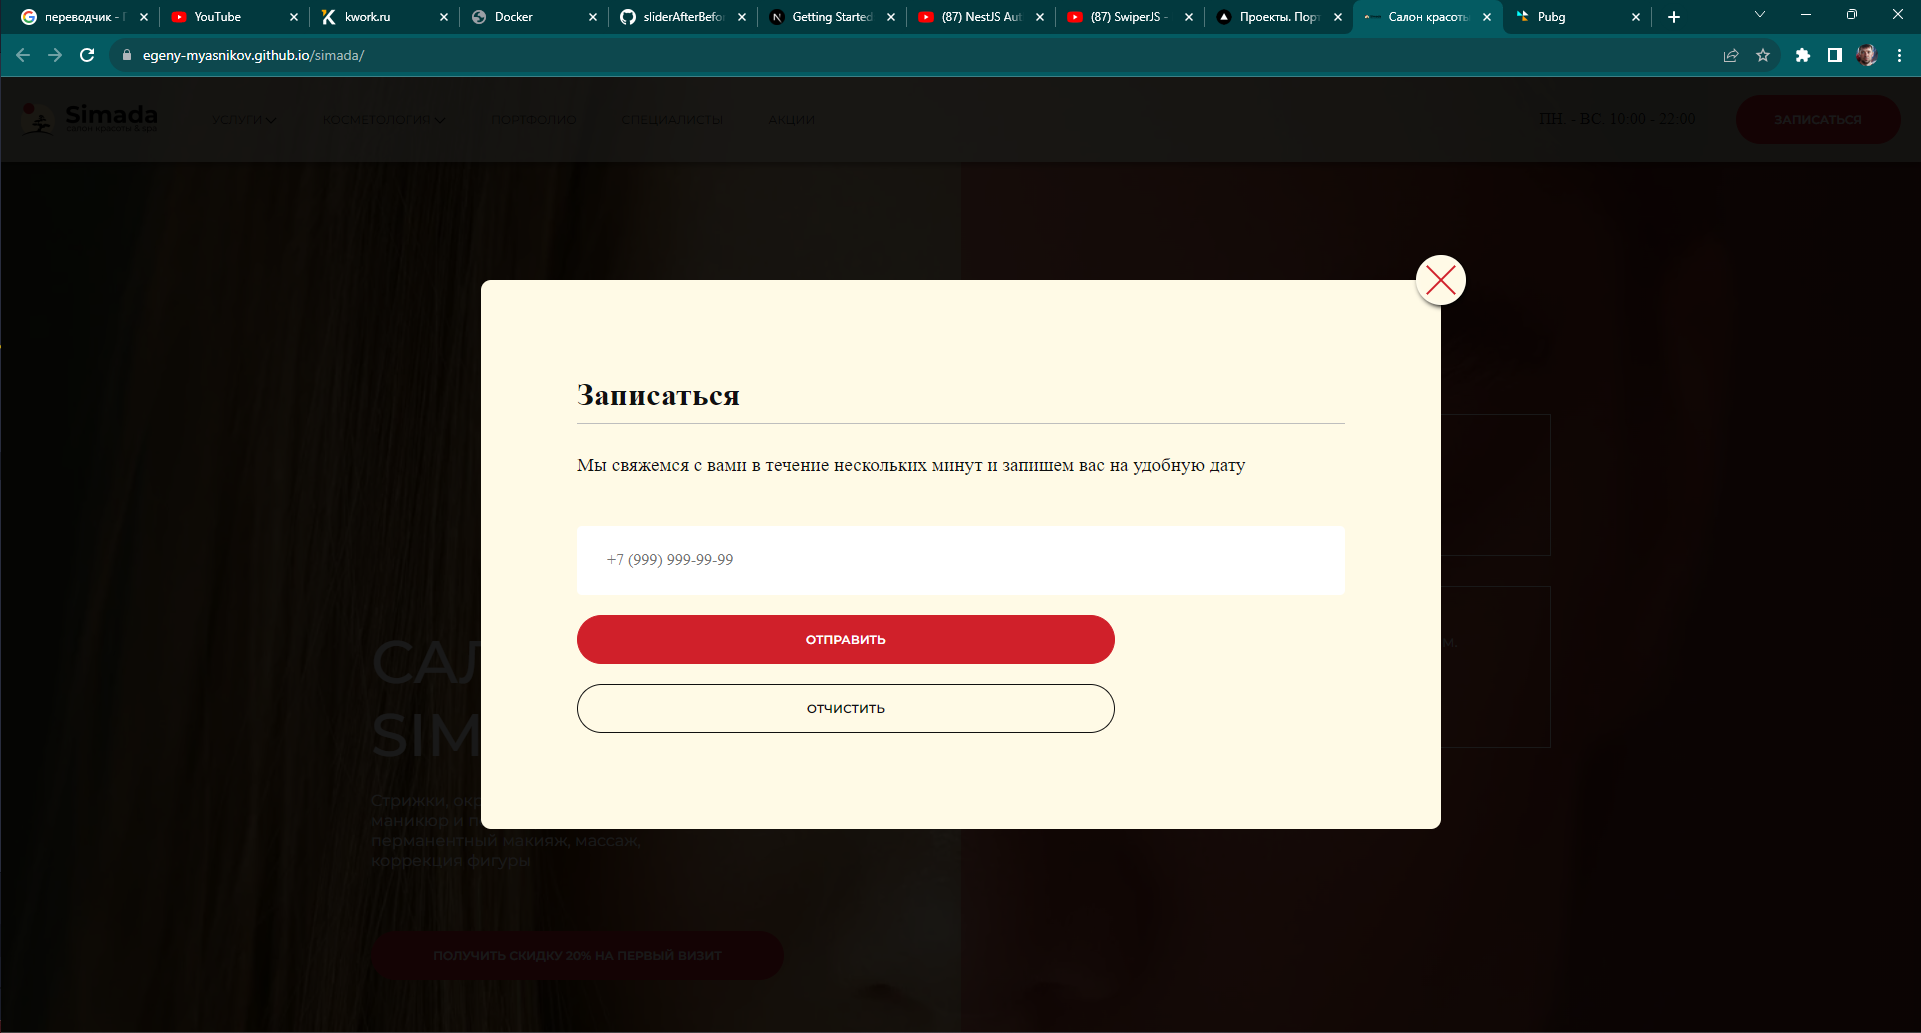 переводчик - П
YouTube
kwork.ru
Docker
sliderAfterBefo
Getting Started
(87) NestJS Aut
(87) SwiperJS -
Проекты. Порт
Салон красоты
Pubg
egeny-myasnikov.github.io/simada/
Simada
салон красоты & spa
УСЛУГИ
КОСМЕТОЛОГИЯ
ПОРТФОЛИО
СПЕЦИАЛИСТЫ
АКЦИИ
ПН. - ВС. 10:00 - 22:00
ЗАПИСАТЬСЯ
Записаться
Мы свяжемся с вами в течение нескольких минут и запишем вас на удобную дату
+7 (999) 999-99-99
ОТПРАВИТЬ
ОТЧИСТИТЬ
САЛ
SIM
Стрижки, окр
маникюр и п
перманентный макияж, массаж,
коррекция фигуры
ПОЛУЧИТЬ СКИДКУ 20% НА ПЕРВЫЙ ВИЗИТ
м,